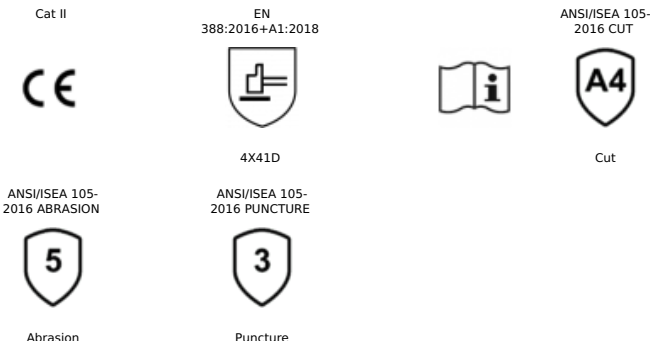 Cat II
EN
388:2016+A1:2018
ANSI/ISEA 105-
2016 CUT
CE
i
A4
4X41D
Cut
ANSI/ISEA 105-
2016 ABRASION
ANSI/ISEA 105-
2016 PUNCTURE
5
3
Abrasion
Puncture